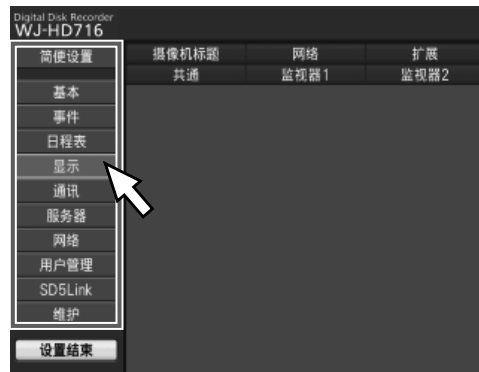 Digital Disk Recorder
WJ-HD716
简便设置
摄像机标题 网络 扩展
共通 监视器1 监视器2
基本
事件
日程表
显示
通讯
服务器
网络
用户管理
SD5Link
维护
设置结束